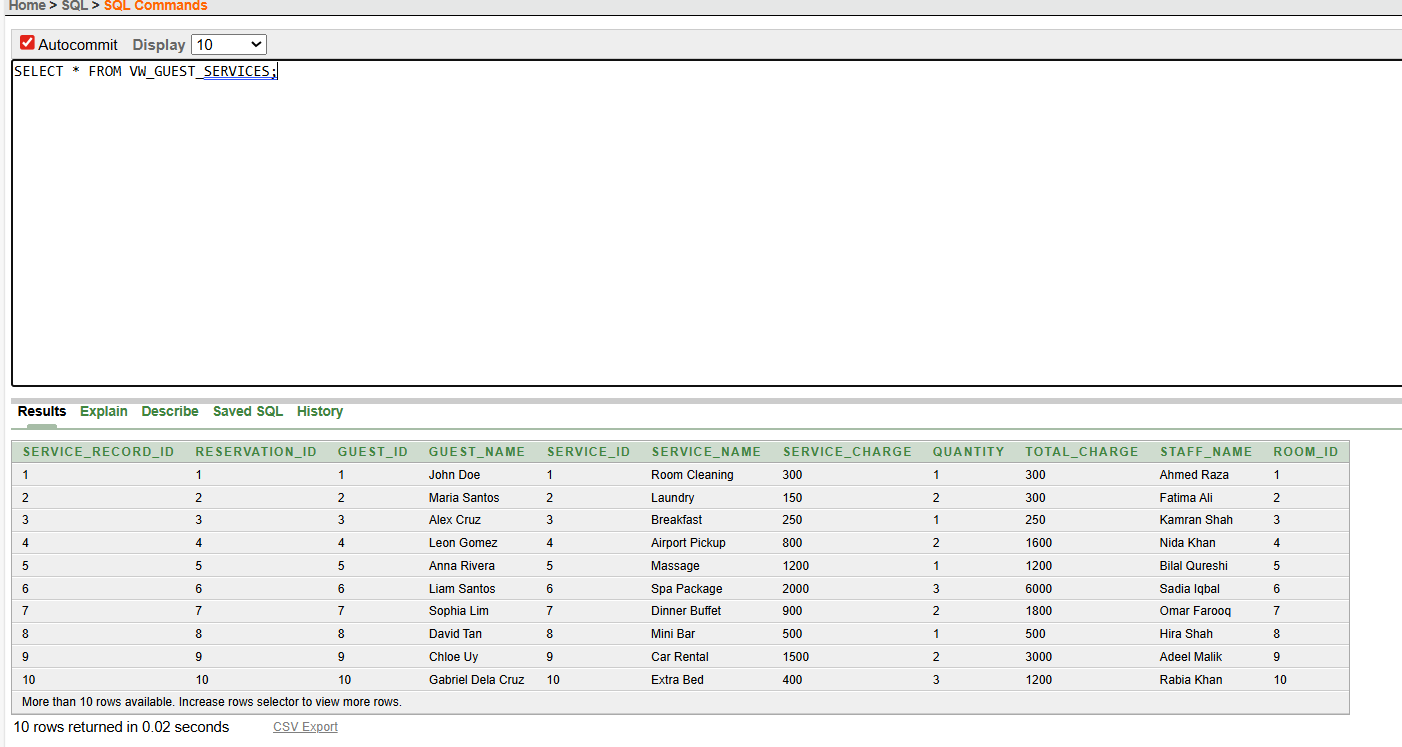 Home > SQL > SQL Commands
Autocommit Display 10
SELECT * FROM VW_GUEST_SERVICES;
Results Explain Describe Saved SQL History
SERVICE_RECORD_ID RESERVATION_ID GUEST_ID GUEST_NAME SERVICE_ID SERVICE_NAME SERVICE_CHARGE QUANTITY TOTAL_CHARGE STAFF_NAME ROOM_ID
1 1 1 John Doe 1 Room Cleaning 300 1 300 Ahmed Raza 1
2 2 2 Maria Santos 2 Laundry 150 2 300 Fatima Ali 2
3 3 3 Alex Cruz 3 Breakfast 250 1 250 Kamran Shah 3
4 4 4 Leon Gomez 4 Airport Pickup 800 2 1600 Nida Khan 4
5 5 5 Anna Rivera 5 Massage 1200 1 1200 Bilal Qureshi 5
6 6 6 Liam Santos 6 Spa Package 2000 3 6000 Sadia Iqbal 6
7 7 7 Sophia Lim 7 Dinner Buffet 900 2 1800 Omar Farooq 7
8 8 8 David Tan 8 Mini Bar 500 1 500 Hira Shah 8
9 9 9 Chloe Uy 9 Car Rental 1500 2 3000 Adeel Malik 9
10 10 10 Gabriel Dela Cruz 10 Extra Bed 400 3 1200 Rabia Khan 10
More than 10 rows available. Increase rows selector to view more rows.
10 rows returned in 0.02 seconds CSV Export